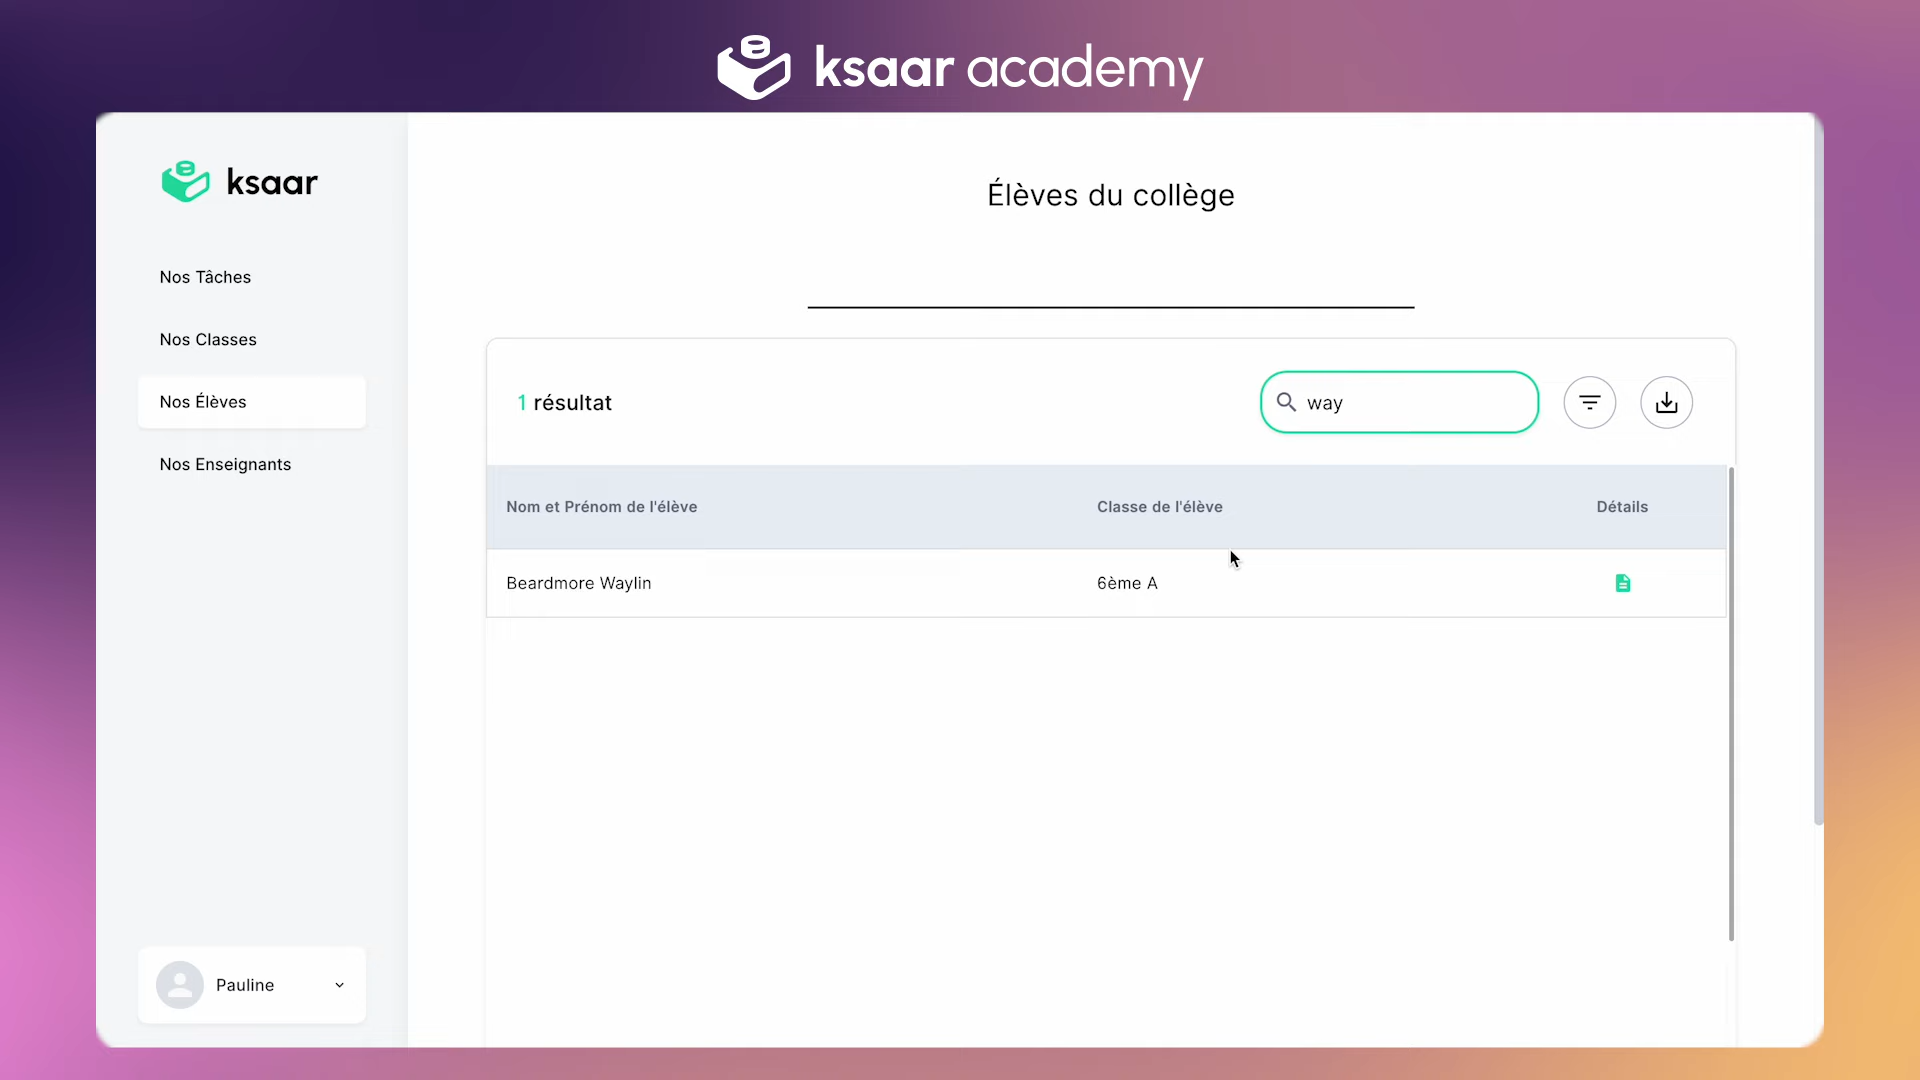 ksaar academy
ksaar
Nos Tâches
Nos Classes
Nos Élèves
Nos Enseignants
Pauline
Élèves du collège
1 résultat
way
Nom et Prénom de l'élève Classe de l'élève Détails
Beardmore Waylin 6ème A